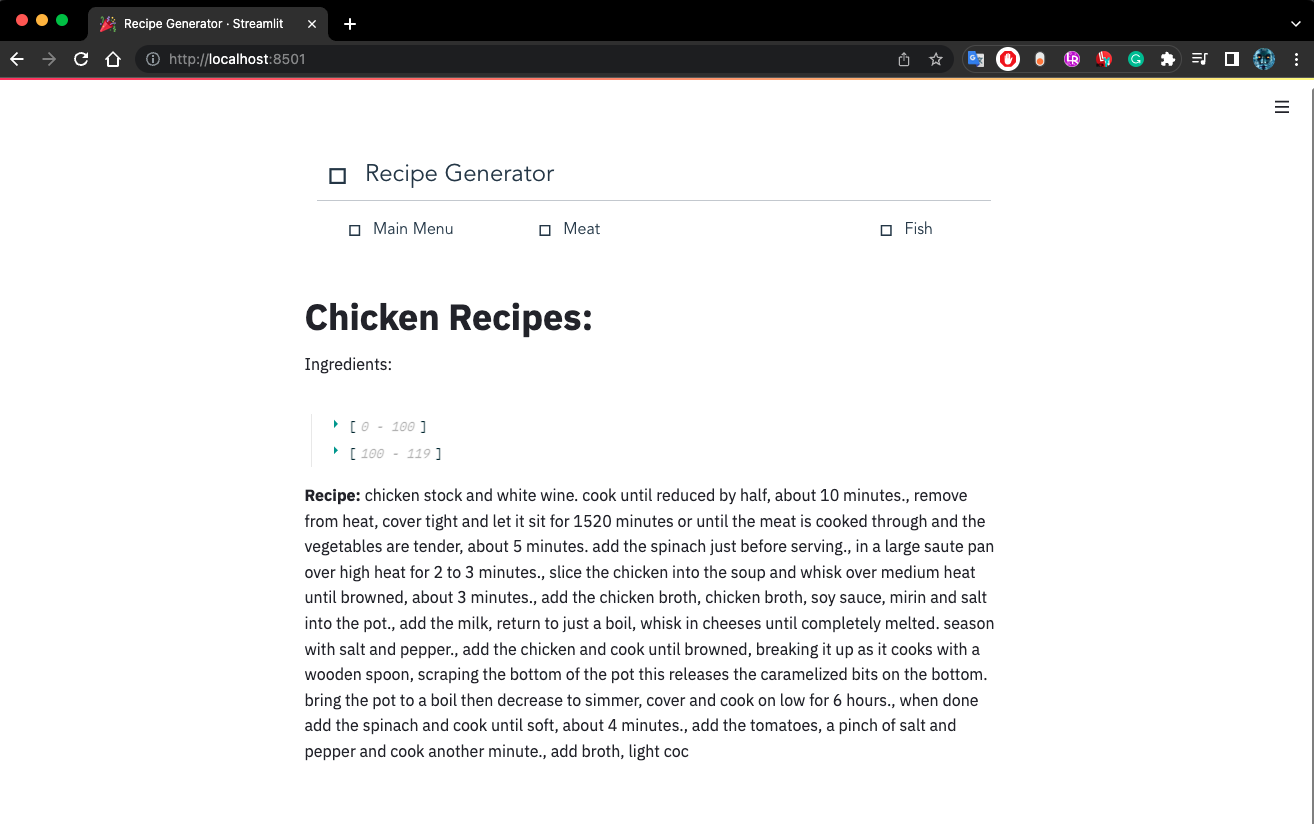 Recipe Generator · Streamlit
http://localhost:8501
Recipe Generator
Main Menu Meat Fish
Chicken Recipes:
Ingredients:
[ 0 - 100 ]
[ 100 - 119 ]
Recipe: chicken stock and white wine. cook until reduced by half, about 10 minutes., remove
from heat, cover tight and let it sit for 1520 minutes or until the meat is cooked through and the
vegetables are tender, about 5 minutes. add the spinach just before serving., in a large saute pan
over high heat for 2 to 3 minutes., slice the chicken into the soup and whisk over medium heat
until browned, about 3 minutes., add the chicken broth, chicken broth, soy sauce, mirin and salt
into the pot., add the milk, return to just a boil, whisk in cheeses until completely melted. season
with salt and pepper., add the chicken and cook until browned, breaking it up as it cooks with a
wooden spoon, scraping the bottom of the pot this releases the caramelized bits on the bottom.
bring the pot to a boil then decrease to simmer, cover and cook on low for 6 hours., when done
add the spinach and cook until soft, about 4 minutes., add the tomatoes, a pinch of salt and
pepper and cook another minute., add broth, light coc